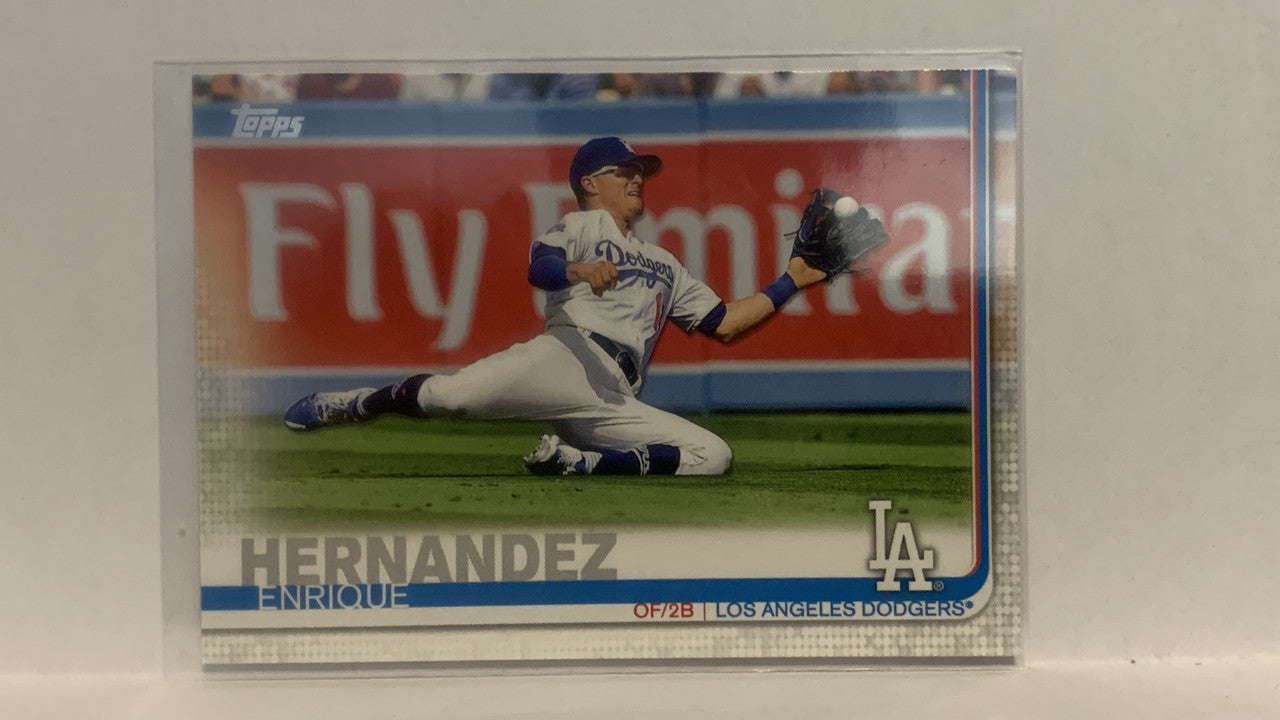 Topps
Fly Emira
Dodgers
HERNANDEZ
LA®
ENRIQUE
OF/2B | LOS ANGELES DODGERS®